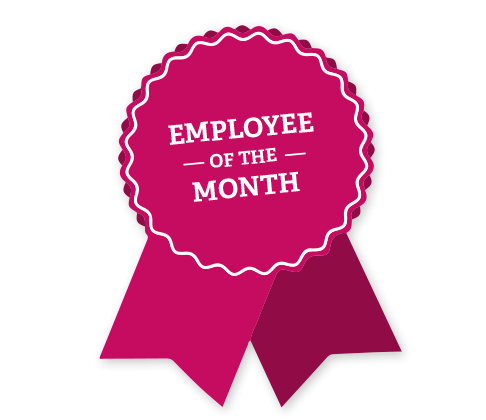 EMPLOYEE
— OF THE —
MONTH